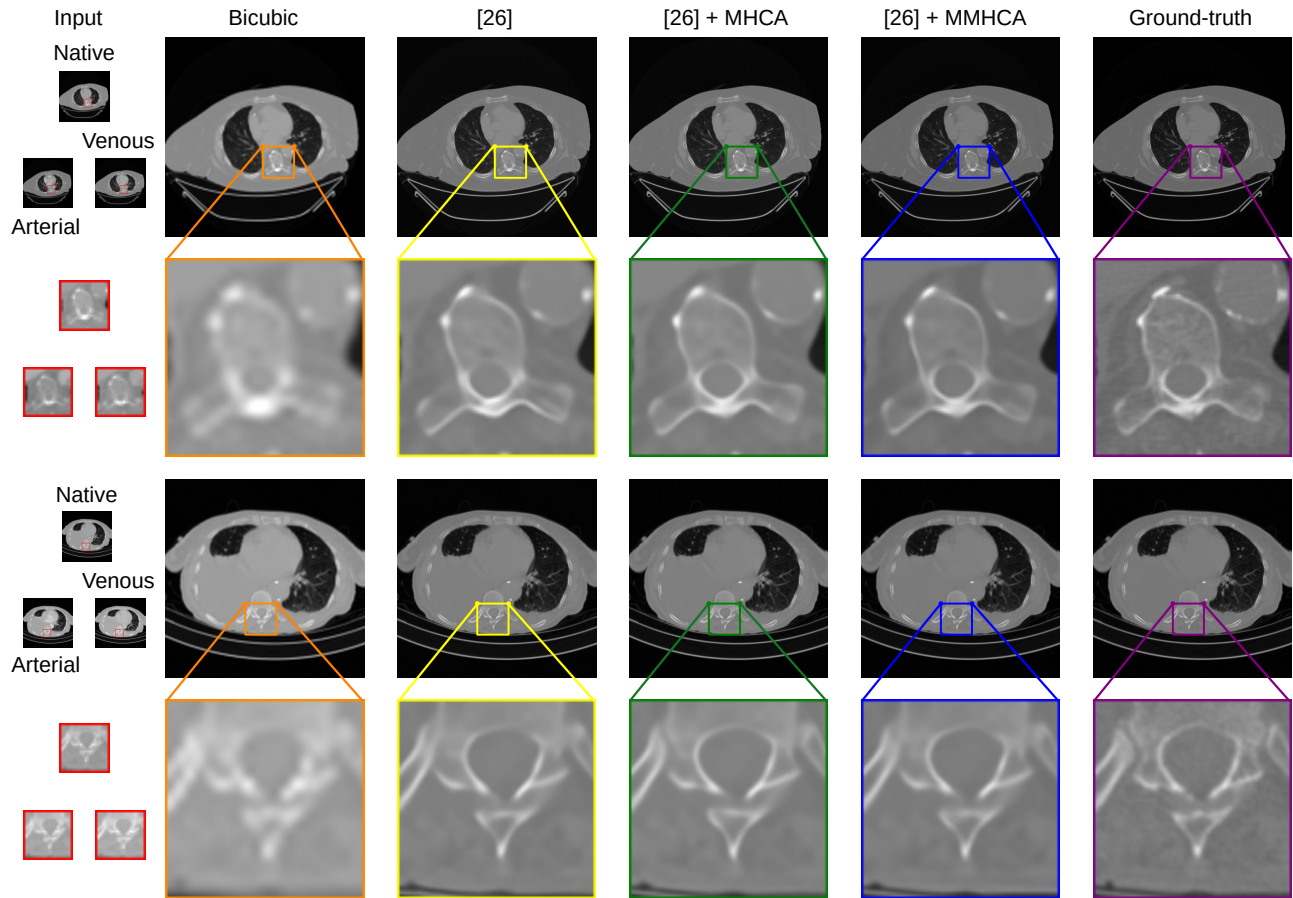 Input
Bicubic
[26]
[26] + MHCA
[26] + MMHCA
Ground-truth
Native
Venous
Arterial
Native
Venous
Arterial